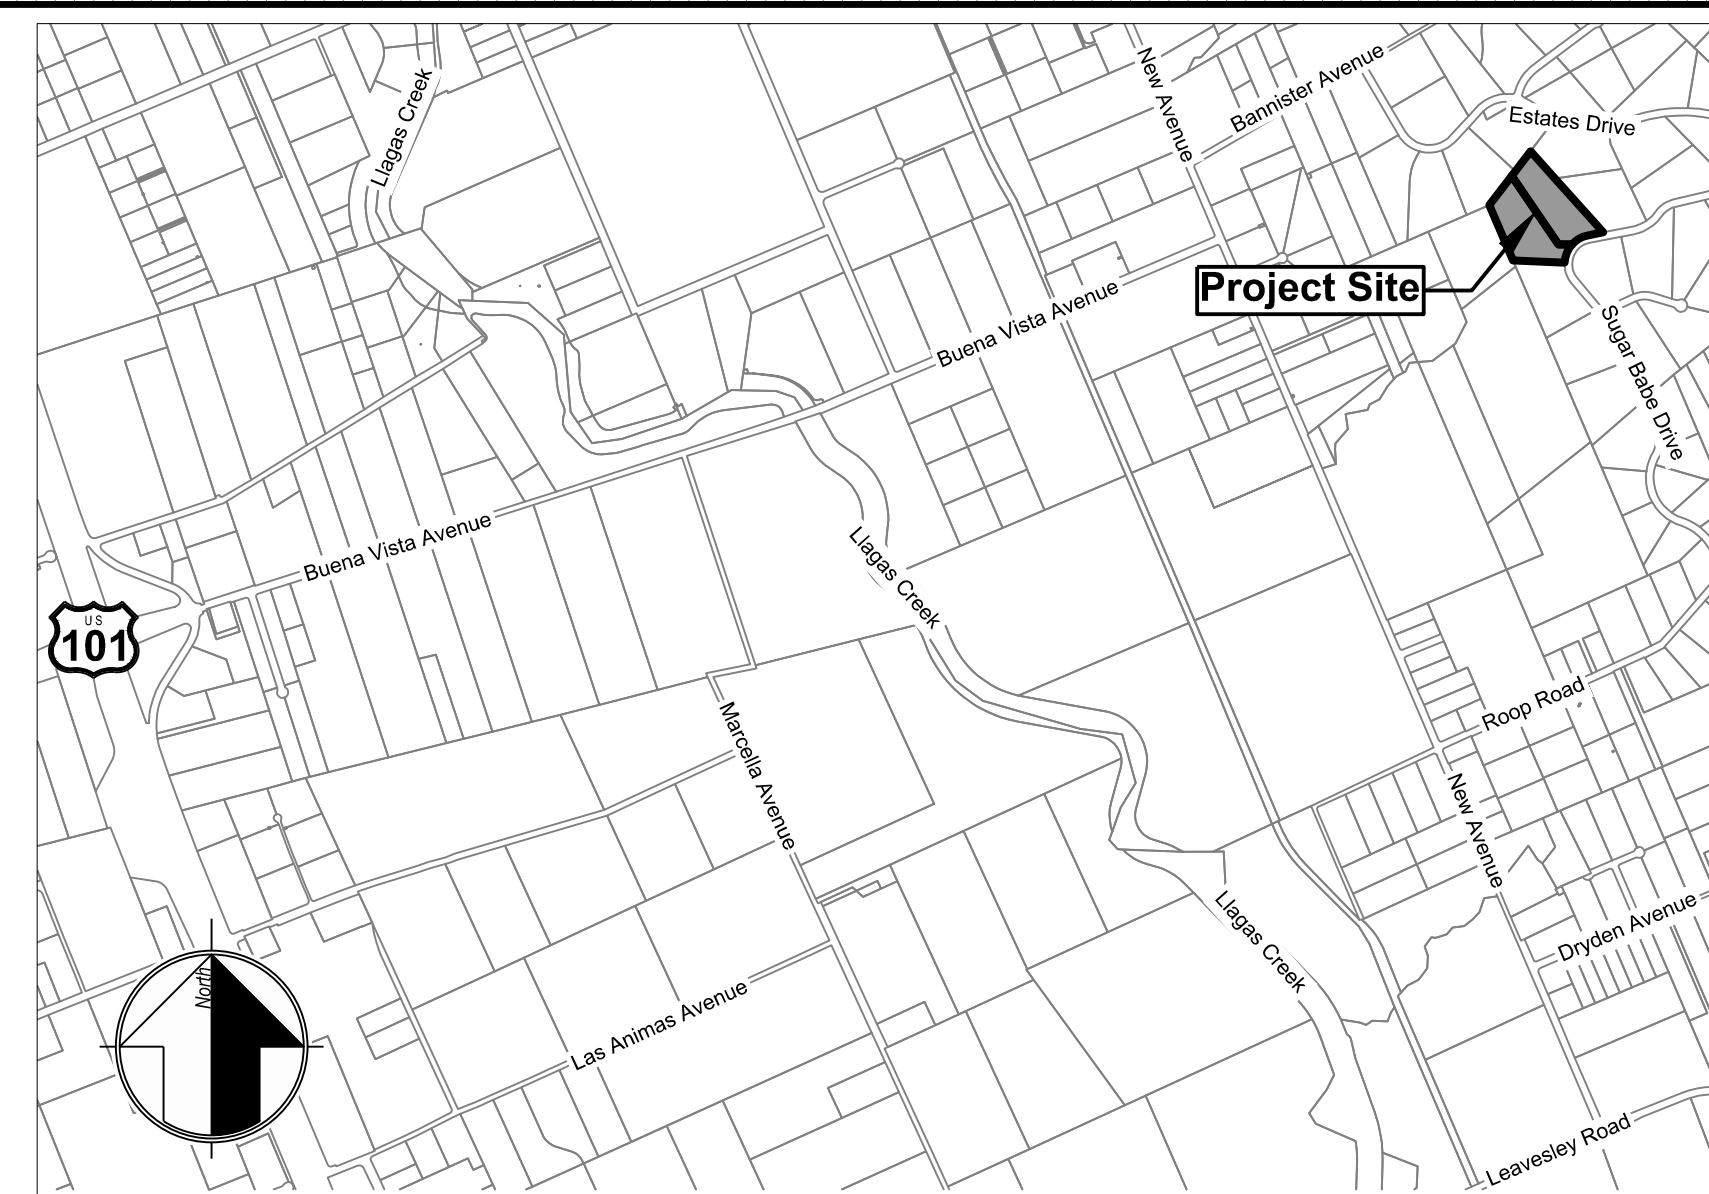 New Avenue
Bannister Avenue
Llagas Creek
Estates Drive
Project Site
Buena Vista Avenue
Sugar Babe Drive
Buena Vista Avenue
Llagas Creek
US
101
Roop Road
Marcella Avenue
New Avenue
Llagas Creek
Dryden Avenue
North
Las Animas Avenue
Leavesley Road